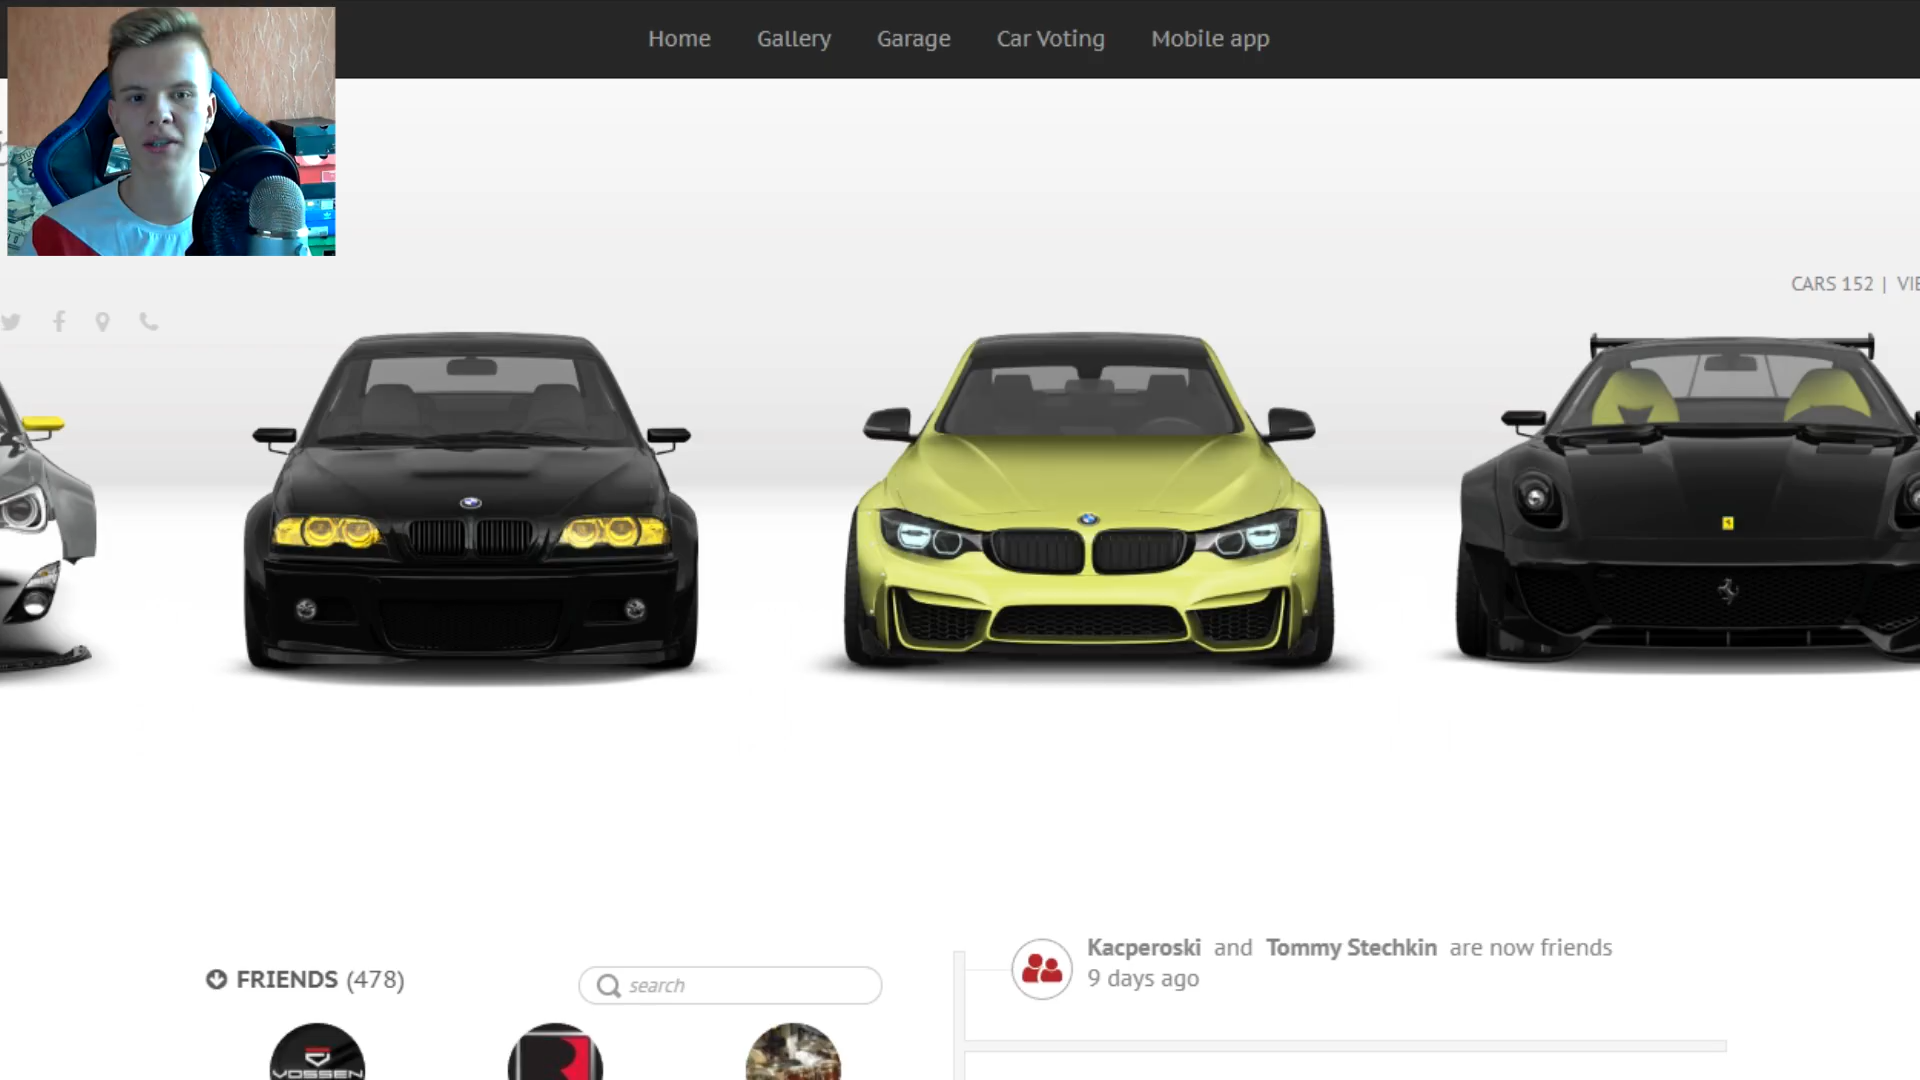 Home Gallery Garage Car Voting Mobile app
CARS 152 | VIE
Kacperoski and Tommy Stechkin are now friends
9 days ago
FRIENDS (478)
search
VOSSEN